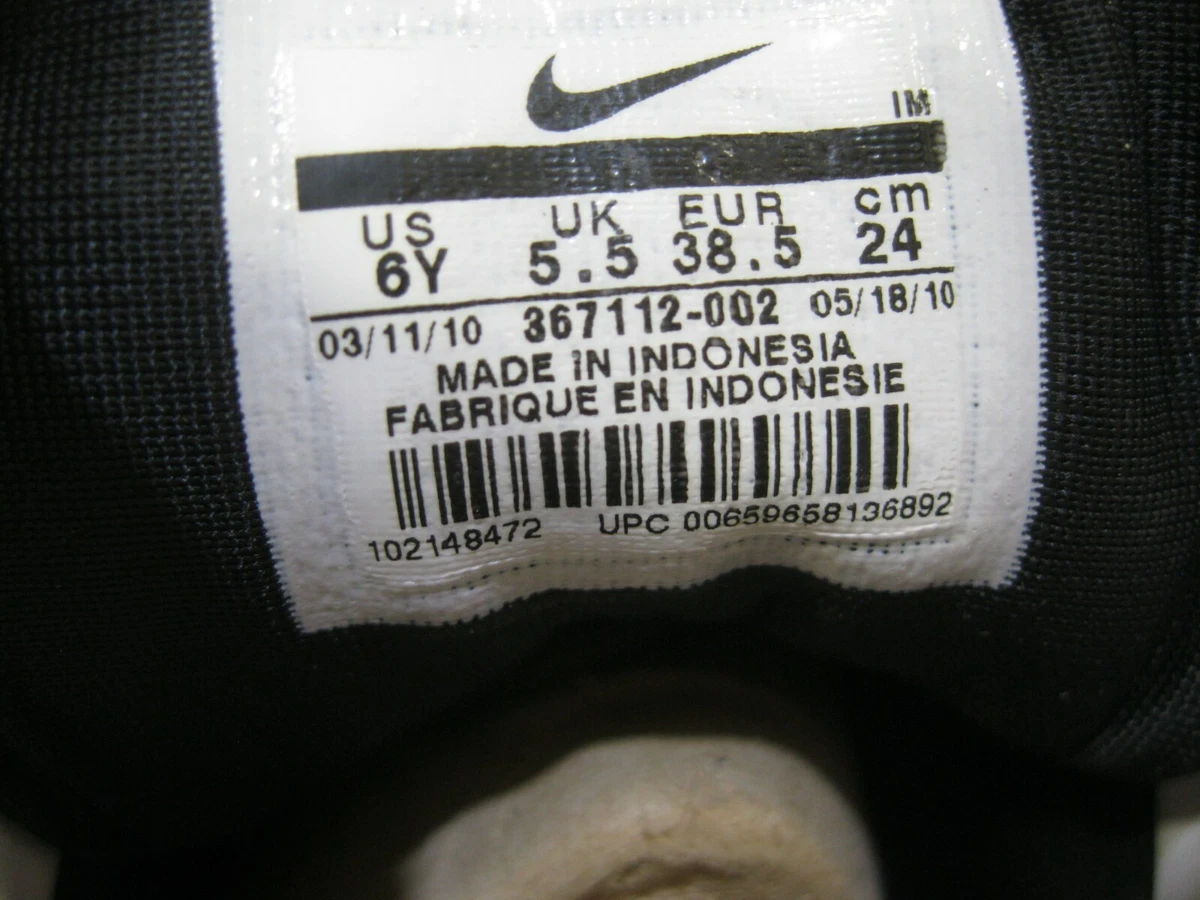 IM
US UK EUR cm
6Y 5.5 38.5 24
03/11/10 367112-002 05/18/10
MADE IN INDONESIA
FABRIQUE EN INDONESIE
102148472 UPC 00659658136892